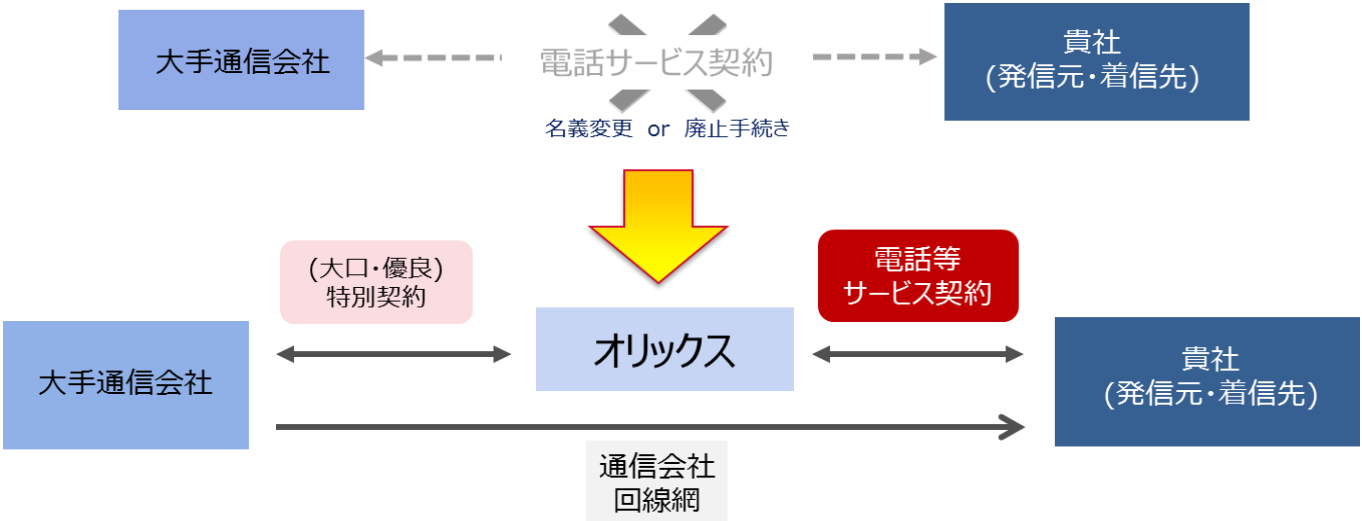 大手通信会社
電話サービス契約
貴社
(発信元・着信先)
名義変更 or 廃止手続き
(大口・優良)
特別契約
電話等
サービス契約
大手通信会社
オリックス
貴社
(発信元・着信先)
通信会社
回線網